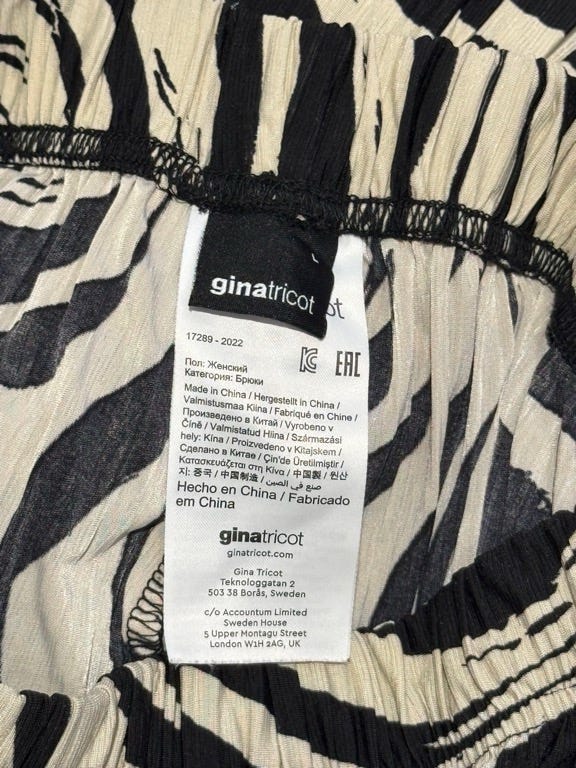 L
ginatricot
ot
17289 - 2022
EAC
Пол: Женский
Категория: Брюки
Made in China / Hergestellt in China /
Valmistusmaa Kiina / Fabriqué en Chine /
Произведено в Китай / Vyrobeno v
Číně / Valmistatud Hiina / Származási
hely: Kína / Proizvedeno v Kitajskem /
Сделано в Китае / Çin'de Üretilmiştir /
Κατασκευάζεται στη Κίνα / 中国製 / 원산
지: 중국 / 中国制造 / صنع في الصين /
Hecho en China / Fabricado
em China
ginatricot
ginatricot.com
Gina Tricot
Teknologgatan 2
503 38 Borås, Sweden
c/o Accountum Limited
Sweden House
5 Upper Montagu Street
London W1H 2AG, UK